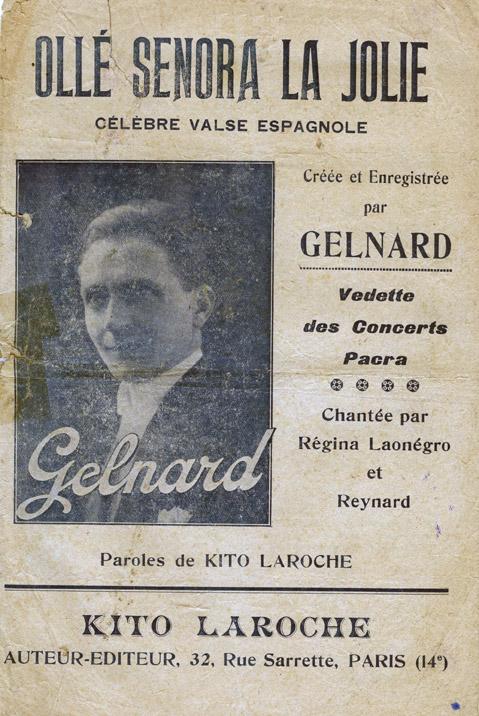 OLLÉ SENORA LA JOLIE
CÉLÈBRE VALSE ESPAGNOLE
Créée et Enregistrée
par
GELNARD
Vedette
des Concerts
Pacra
Chantée par
Régina Laonégro
et
Reynard
Gelnard
Paroles de KITO LAROCHE
KITO LAROCHE
AUTEUR-EDITEUR, 32, Rue Sarrette, PARIS (14e)